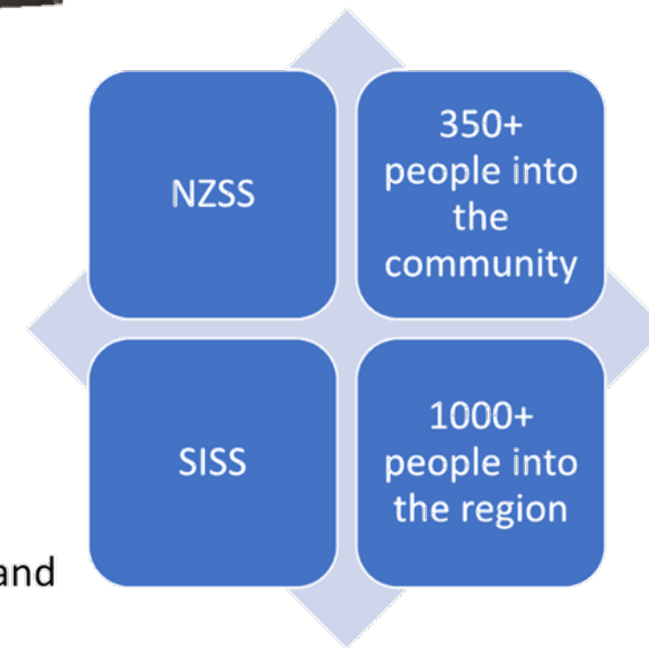 NZSS
350+
people into
the
community
SISS
1000+
people into
the region
and